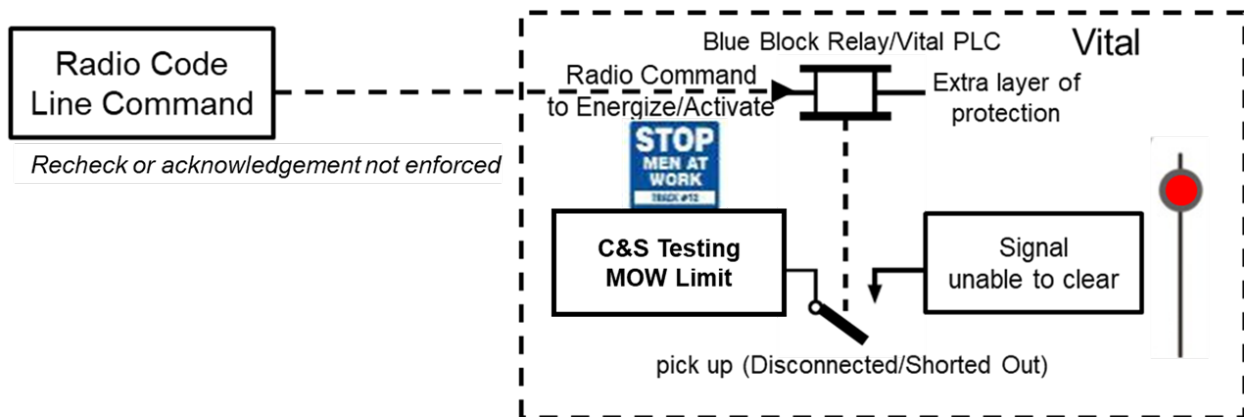 Radio Code
Line Command
Recheck or acknowledgement not enforced
Blue Block Relay/Vital PLC
Vital
Radio Command
to Energize/Activate
Extra layer of
protection
STOP
MEN AT
WORK
TRACK #12
C&S Testing
MOW Limit
Signal
unable to clear
pick up (Disconnected/Shorted Out)